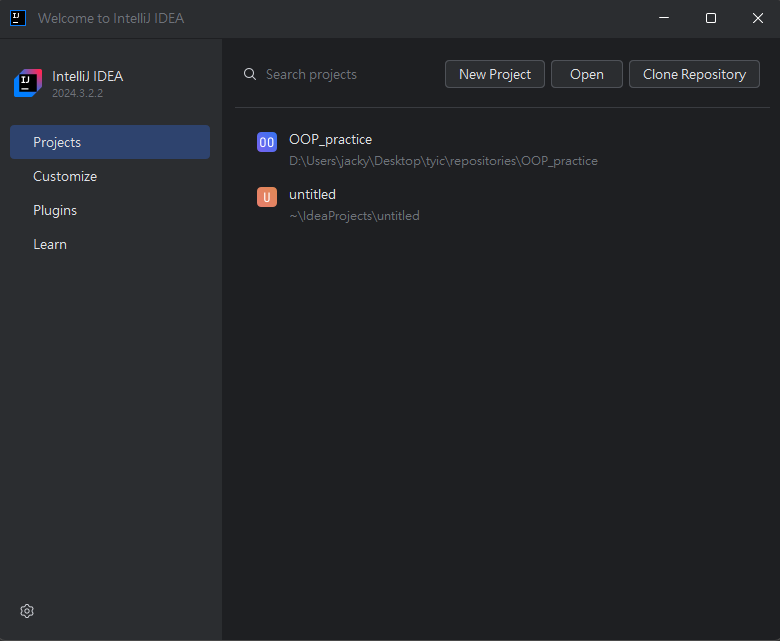 Welcome to IntelliJ IDEA
IntelliJ IDEA
2024.3.2.2
Projects
Customize
Plugins
Learn
Search projects
New Project
Open
Clone Repository
OO
OOP_practice
D:\Users\jacky\Desktop\tyic\repositories\OOP_practice
U
untitled
~\IdeaProjects\untitled